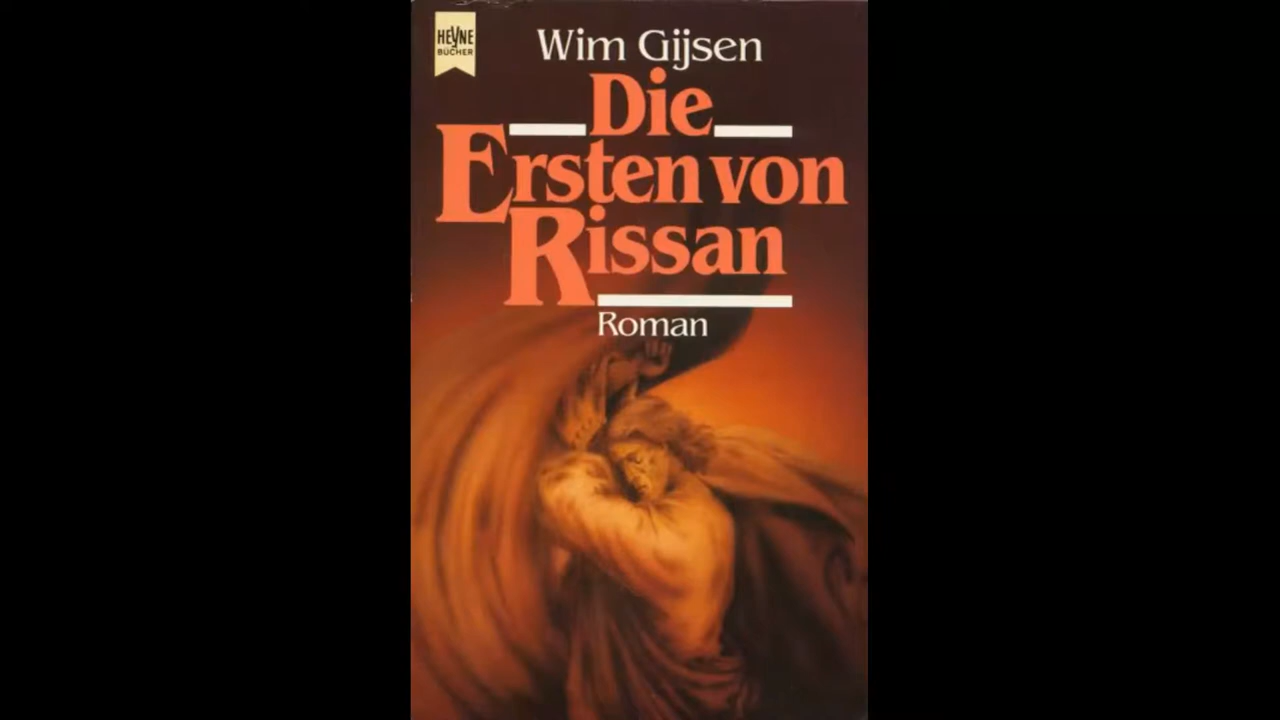 HEYNE
BÜCHER
Wim Gijsen
Die
Ersten von
Rissan
Roman